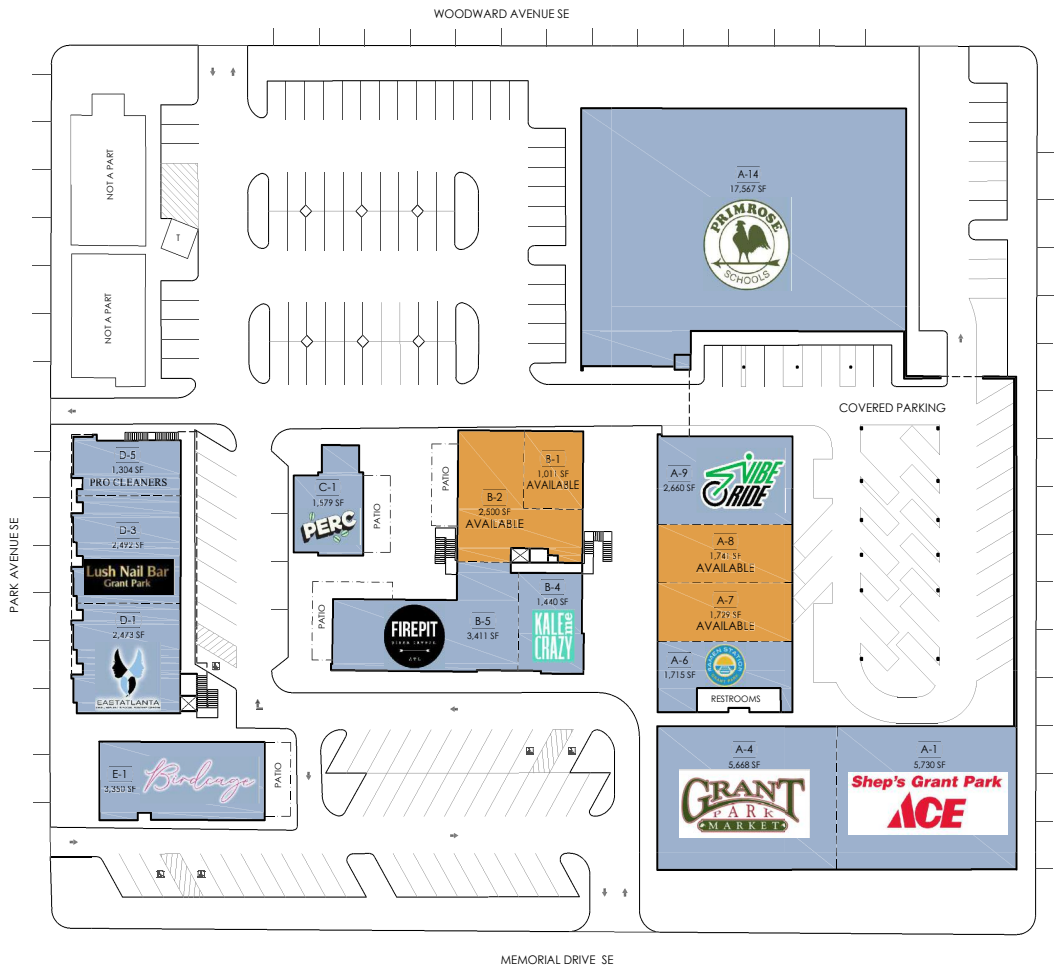 WOODWARD AVENUE SE
NOT A PART
T
NOT A PART
A-14
17,567 SF
PRIMROSE
SCHOOLS
COVERED PARKING
PARK AVENUE SE
D-5
1,304 SF
PRO CLEANERS
D-3
2,492 SF
Lush Nail Bar
Grant Park
D-1
2,473 SF
EASTATLANTA
C-1
1,579 SF
PERC
PATIO
PATIO
B-1
1,011 SF
AVAILABLE
B-2
2,500 SF
AVAILABLE
PATIO
FIREPIT
ATL
B-5
3,411 SF
B-4
1,440 SF
KALE me
CRAZY
A-9
2,660 SF
VIBE
RIDE
A-8
1,741 SF
AVAILABLE
A-7
1,729 SF
AVAILABLE
A-6
1,715 SF
RAMEN STATION
RESTROOMS
E-1
3,350 SF
Birdcage
PATIO
A-4
5,668 SF
GRANT
PARK
MARKET
A-1
5,730 SF
Shep's Grant Park
ACE
MEMORIAL DRIVE SE